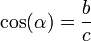 cos(α) = b/c